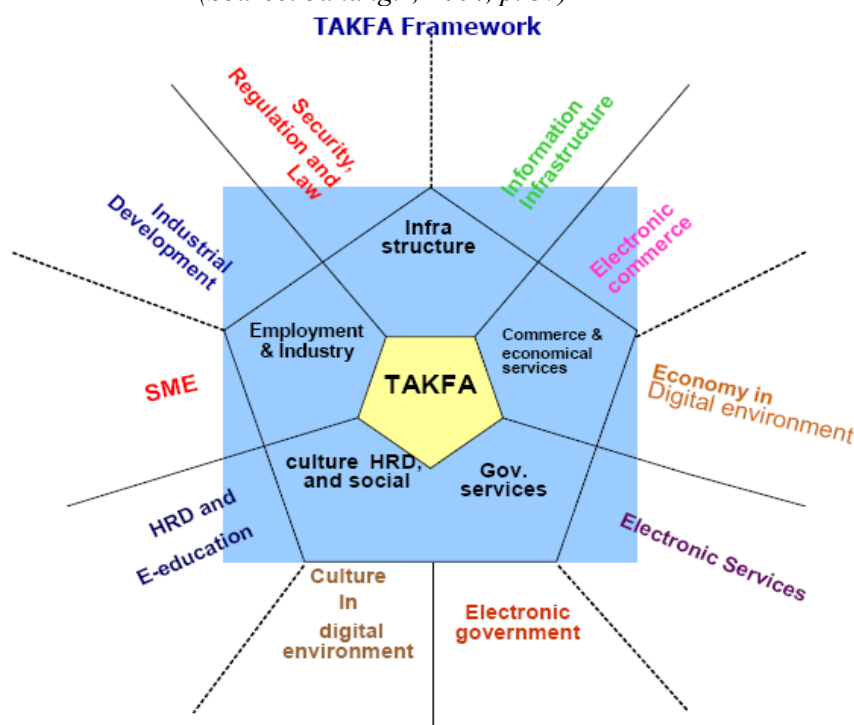 TAKFA Framework
Security,
Regulation and
Law
Information
Infrastructure
Industrial
Development
Electronic
commerce
Infra
structure
Employment
& Industry
Commerce &
economical
services
TAKFA
SME
Economy in
Digital environment
culture HRD,
and social
Gov.
services
HRD and
E-education
Electronic Services
Culture
In
digital
environment
Electronic
government